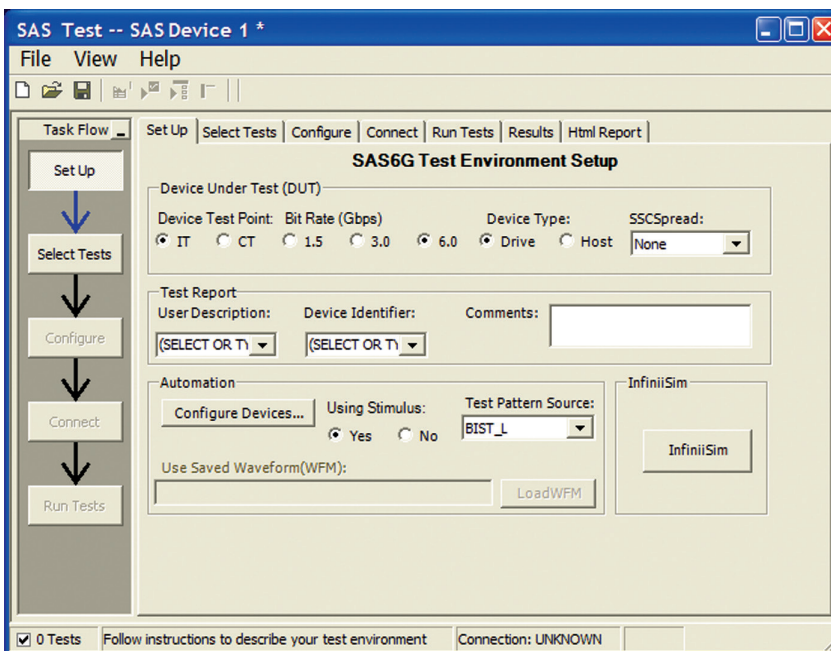 SAS Test -- SAS Device 1 *
File View Help
Task Flow
Set Up
Select Tests
Configure
Connect
Run Tests
Set Up Select Tests Configure Connect Run Tests Results Html Report
SAS6G Test Environment Setup
Device Under Test (DUT)
Device Test Point: Bit Rate (Gbps) Device Type: SSCSpread:
IT CT 1.5 3.0 6.0 Drive Host None
Test Report
User Description: Device Identifier: Comments:
(SELECT OR TY (SELECT OR TY
Automation
Configure Devices... Using Stimulus: Test Pattern Source:
Yes No BIST_L
Use Saved Waveform(WFM):
LoadWFM
InfiniiSim
InfiniiSim
0 Tests Follow instructions to describe your test environment Connection: UNKNOWN